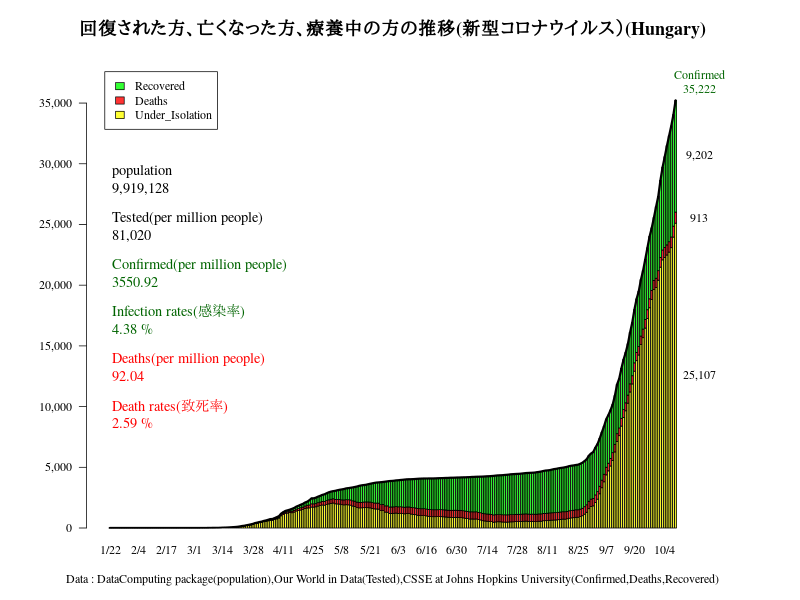 回復された方、亡くなった方、療養中の方の推移(新型コロナウイルス)(Hungary)
Recovered
Deaths
Under_Isolation
Confirmed
35,222
9,202
913
25,107
population
9,919,128
Tested(per million people)
81,020
Confirmed(per million people)
3550.92
Infection rates(感染率)
4.38 %
Deaths(per million people)
92.04
Death rates(致死率)
2.59 %
35,000
30,000
25,000
20,000
15,000
10,000
5,000
0
1/22 2/4 2/17 3/1 3/14 3/28 4/11 4/25 5/8 5/21 6/3 6/16 6/30 7/14 7/28 8/11 8/25 9/7 9/20 10/4
Data : DataComputing package(population),Our World in Data(Tested),CSSE at Johns Hopkins University(Confirmed,Deaths,Recovered)